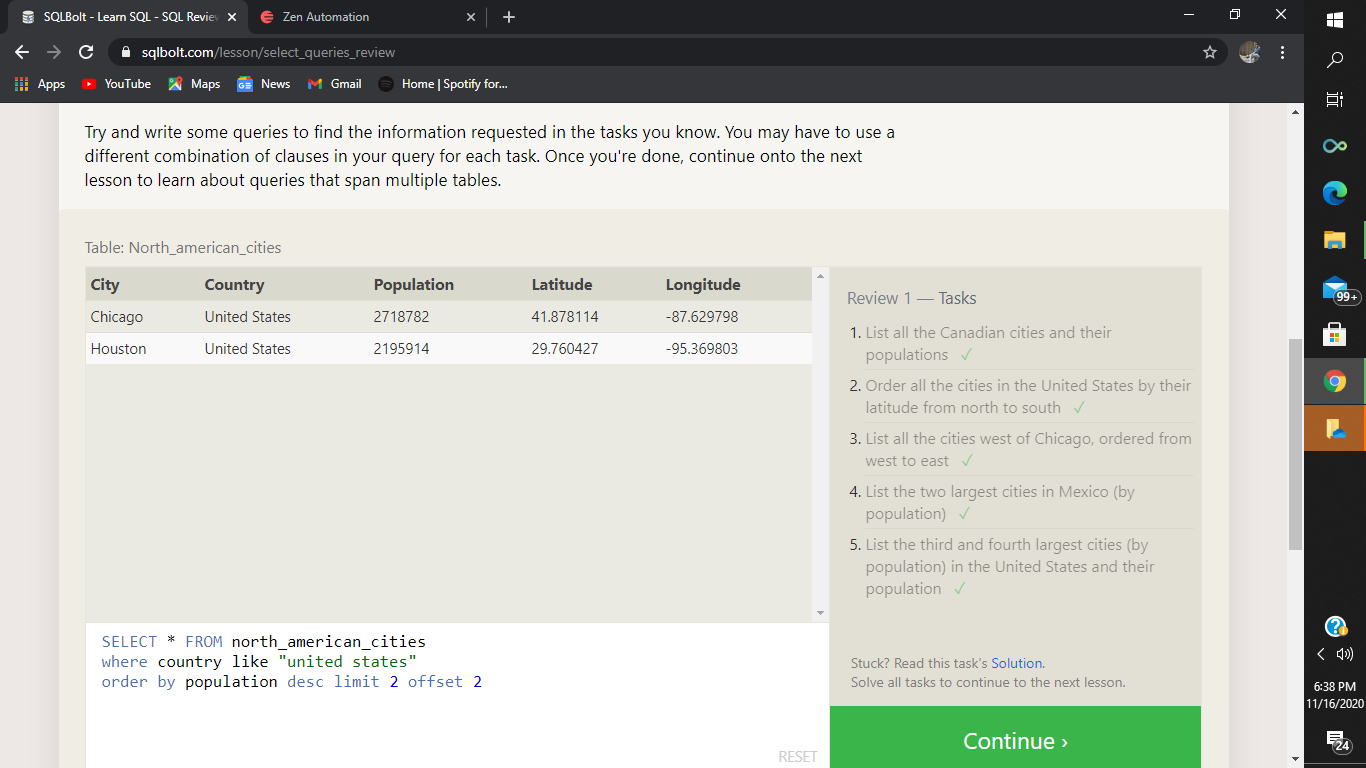 SQLBolt - Learn SQL - SQL Review
Zen Automation
sqlbolt.com/lesson/select_queries_review
Apps YouTube Maps News Gmail Home | Spotify for...
Try and write some queries to find the information requested in the tasks you know. You may have to use a
different combination of clauses in your query for each task. Once you're done, continue onto the next
lesson to learn about queries that span multiple tables.
Table: North_american_cities
City Country Population Latitude Longitude
Chicago United States 2718782 41.878114 -87.629798
Houston United States 2195914 29.760427 -95.369803
SELECT * FROM north_american_cities
where country like "united states"
order by population desc limit 2 offset 2
RESET
Review 1 — Tasks
1. List all the Canadian cities and their
populations ✓
2. Order all the cities in the United States by their
latitude from north to south ✓
3. List all the cities west of Chicago, ordered from
west to east ✓
4. List the two largest cities in Mexico (by
population) ✓
5. List the third and fourth largest cities (by
population) in the United States and their
population ✓
Stuck? Read this task's Solution.
Solve all tasks to continue to the next lesson.
Continue ›
99+
6:38 PM
11/16/2020
24